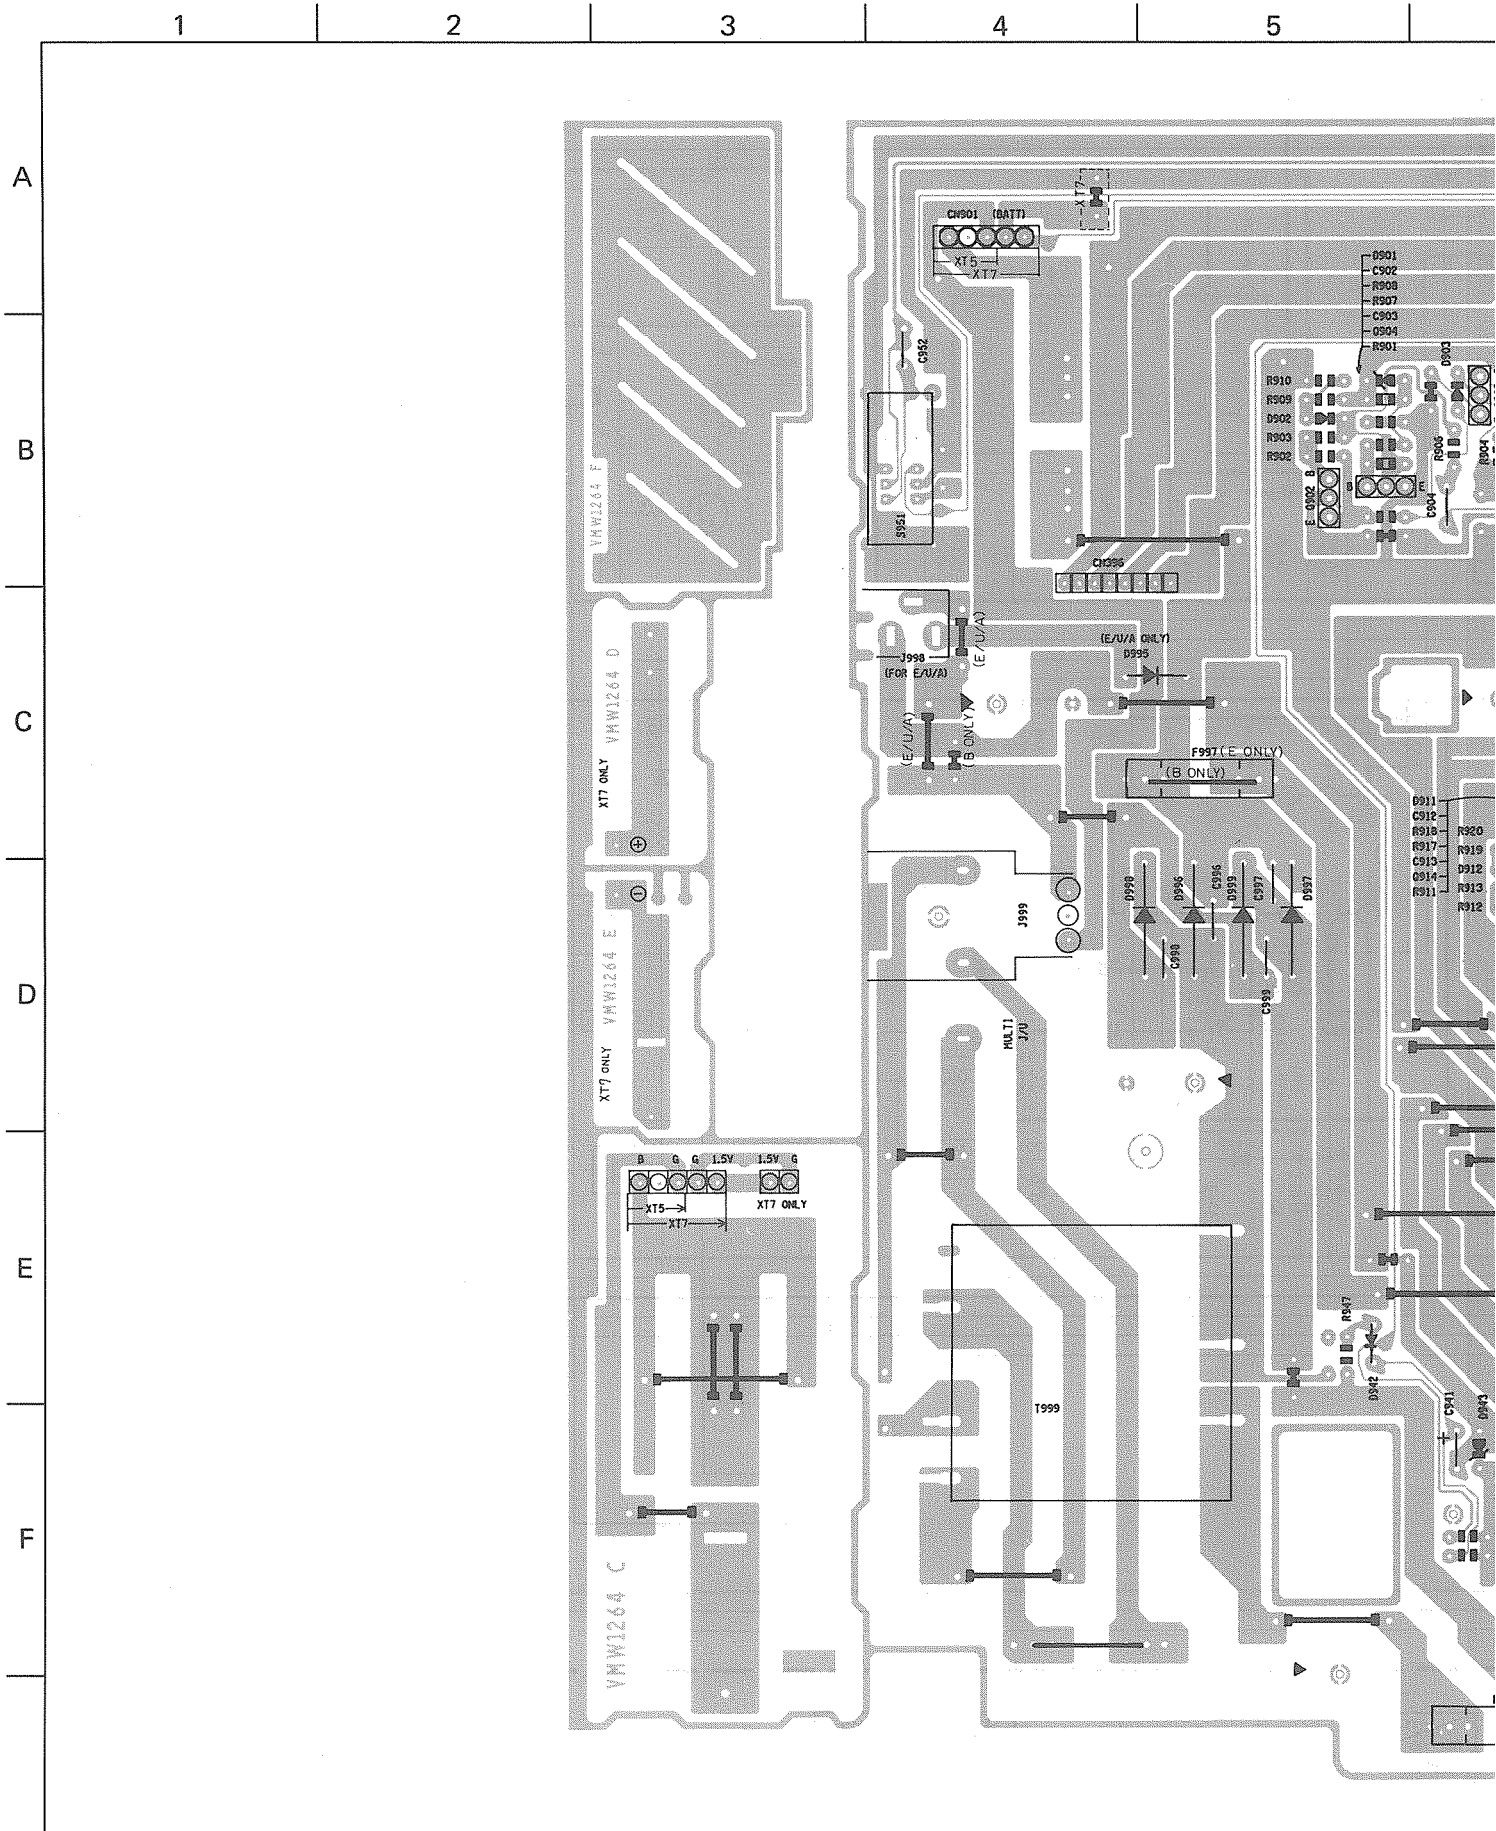 1 2 3 4 5
A
XT7
CN901 (BATT)
XT5
XT7
D901
C902
R908
R907
C903
Q904
R901
B
C952
S951
D903
R910
R909
D902
R903
R902
R904
C904
B
Q902
E
B E
VMW1264 F
CN396
C
J998
(FOR E/U/A)
(E/U/A)
(E/U/A ONLY)
D995
(E/U/A)
(B ONLY)
F997 (E ONLY)
(B ONLY)
XT7 ONLY VMW1264 D
+
D911
C912
R918
R917
C913
Q914
R911
R920
R919
D912
R913
R912
D
−
XT7 ONLY VMW1264 E
J999
MULTI
J/U
D998
C998
D996
C996
D999
C997
C999
D997
E
B G G 1.5V 1.5V G
XT5
XT7
XT7 ONLY
R947
D942
C941
+
D943
T999
F
VMW1264 C